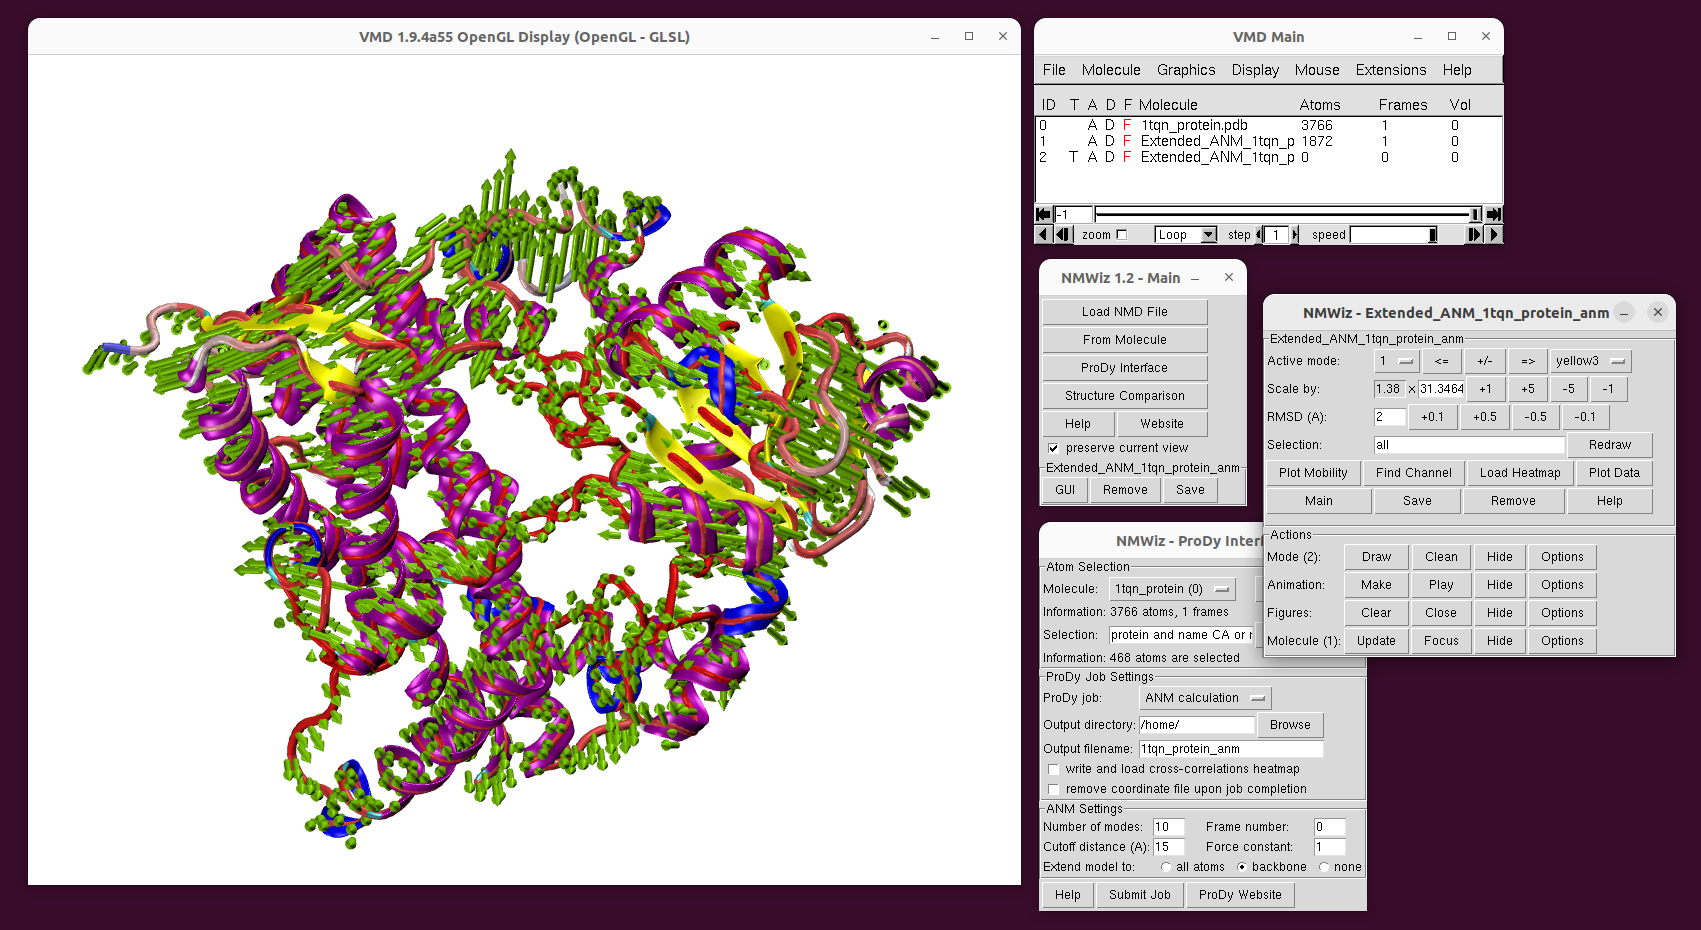 VMD 1.9.4a55 OpenGL Display (OpenGL - GLSL)
VMD Main
File Molecule Graphics Display Mouse Extensions Help
ID T A D F Molecule Atoms Frames Vol
0 A D F 1tqn_protein.pdb 3766 1 0
1 A D F Extended_ANM_1tqn_p 1872 1 0
2 T A D F Extended_ANM_1tqn_p 0 0 0
-1
zoom Loop step 1 speed
NMWiz 1.2 - Main
Load NMD File
From Molecule
ProDy Interface
Structure Comparison
Help Website
preserve current view
Extended_ANM_1tqn_protein_anm
GUI Remove Save
NMWiz - Extended_ANM_1tqn_protein_anm
Extended_ANM_1tqn_protein_anm
Active mode: 1 <= +/- => yellow3
Scale by: 1.38 x 31.3464 +1 +5 -5 -1
RMSD (A): 2 +0.1 +0.5 -0.5 -0.1
Selection: all Redraw
Plot Mobility Find Channel Load Heatmap Plot Data
Main Save Remove Help
Actions
Mode (2): Draw Clean Hide Options
Animation: Make Play Hide Options
Figures: Clear Close Hide Options
Molecule (1): Update Focus Hide Options
NMWiz - ProDy Interf
Atom Selection
Molecule: 1tqn_protein (0)
Information: 3766 atoms, 1 frames
Selection: protein and name CA or
Information: 468 atoms are selected
ProDy Job Settings
ProDy job: ANM calculation
Output directory: /home/ Browse
Output filename: 1tqn_protein_anm
write and load cross-correlations heatmap
remove coordinate file upon job completion
ANM Settings
Number of modes: 10 Frame number: 0
Cutoff distance (A): 15 Force constant: 1
Extend model to: all atoms backbone none
Help Submit Job ProDy Website